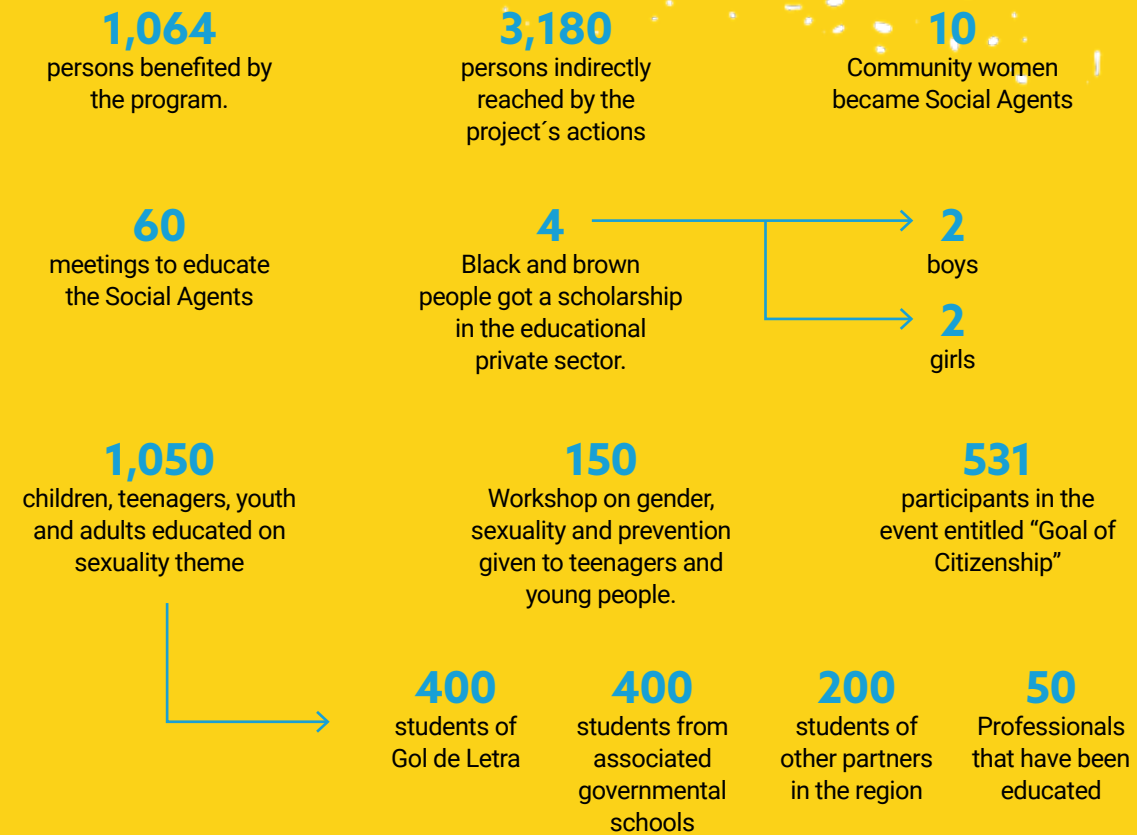 1,064
persons benefited by
the program.
3,180
persons indirectly
reached by the
project´s actions
10
Community women
became Social Agents
60
meetings to educate
the Social Agents
4
Black and brown
people got a scholarship
in the educational
private sector.
2
boys
2
girls
1,050
children, teenagers, youth
and adults educated on
sexuality theme
150
Workshop on gender,
sexuality and prevention
given to teenagers and
young people.
531
participants in the
event entitled “Goal of
Citizenship”
400
students of
Gol de Letra
400
students from
associated
governmental
schools
200
students of
other partners
in the region
50
Professionals
that have been
educated